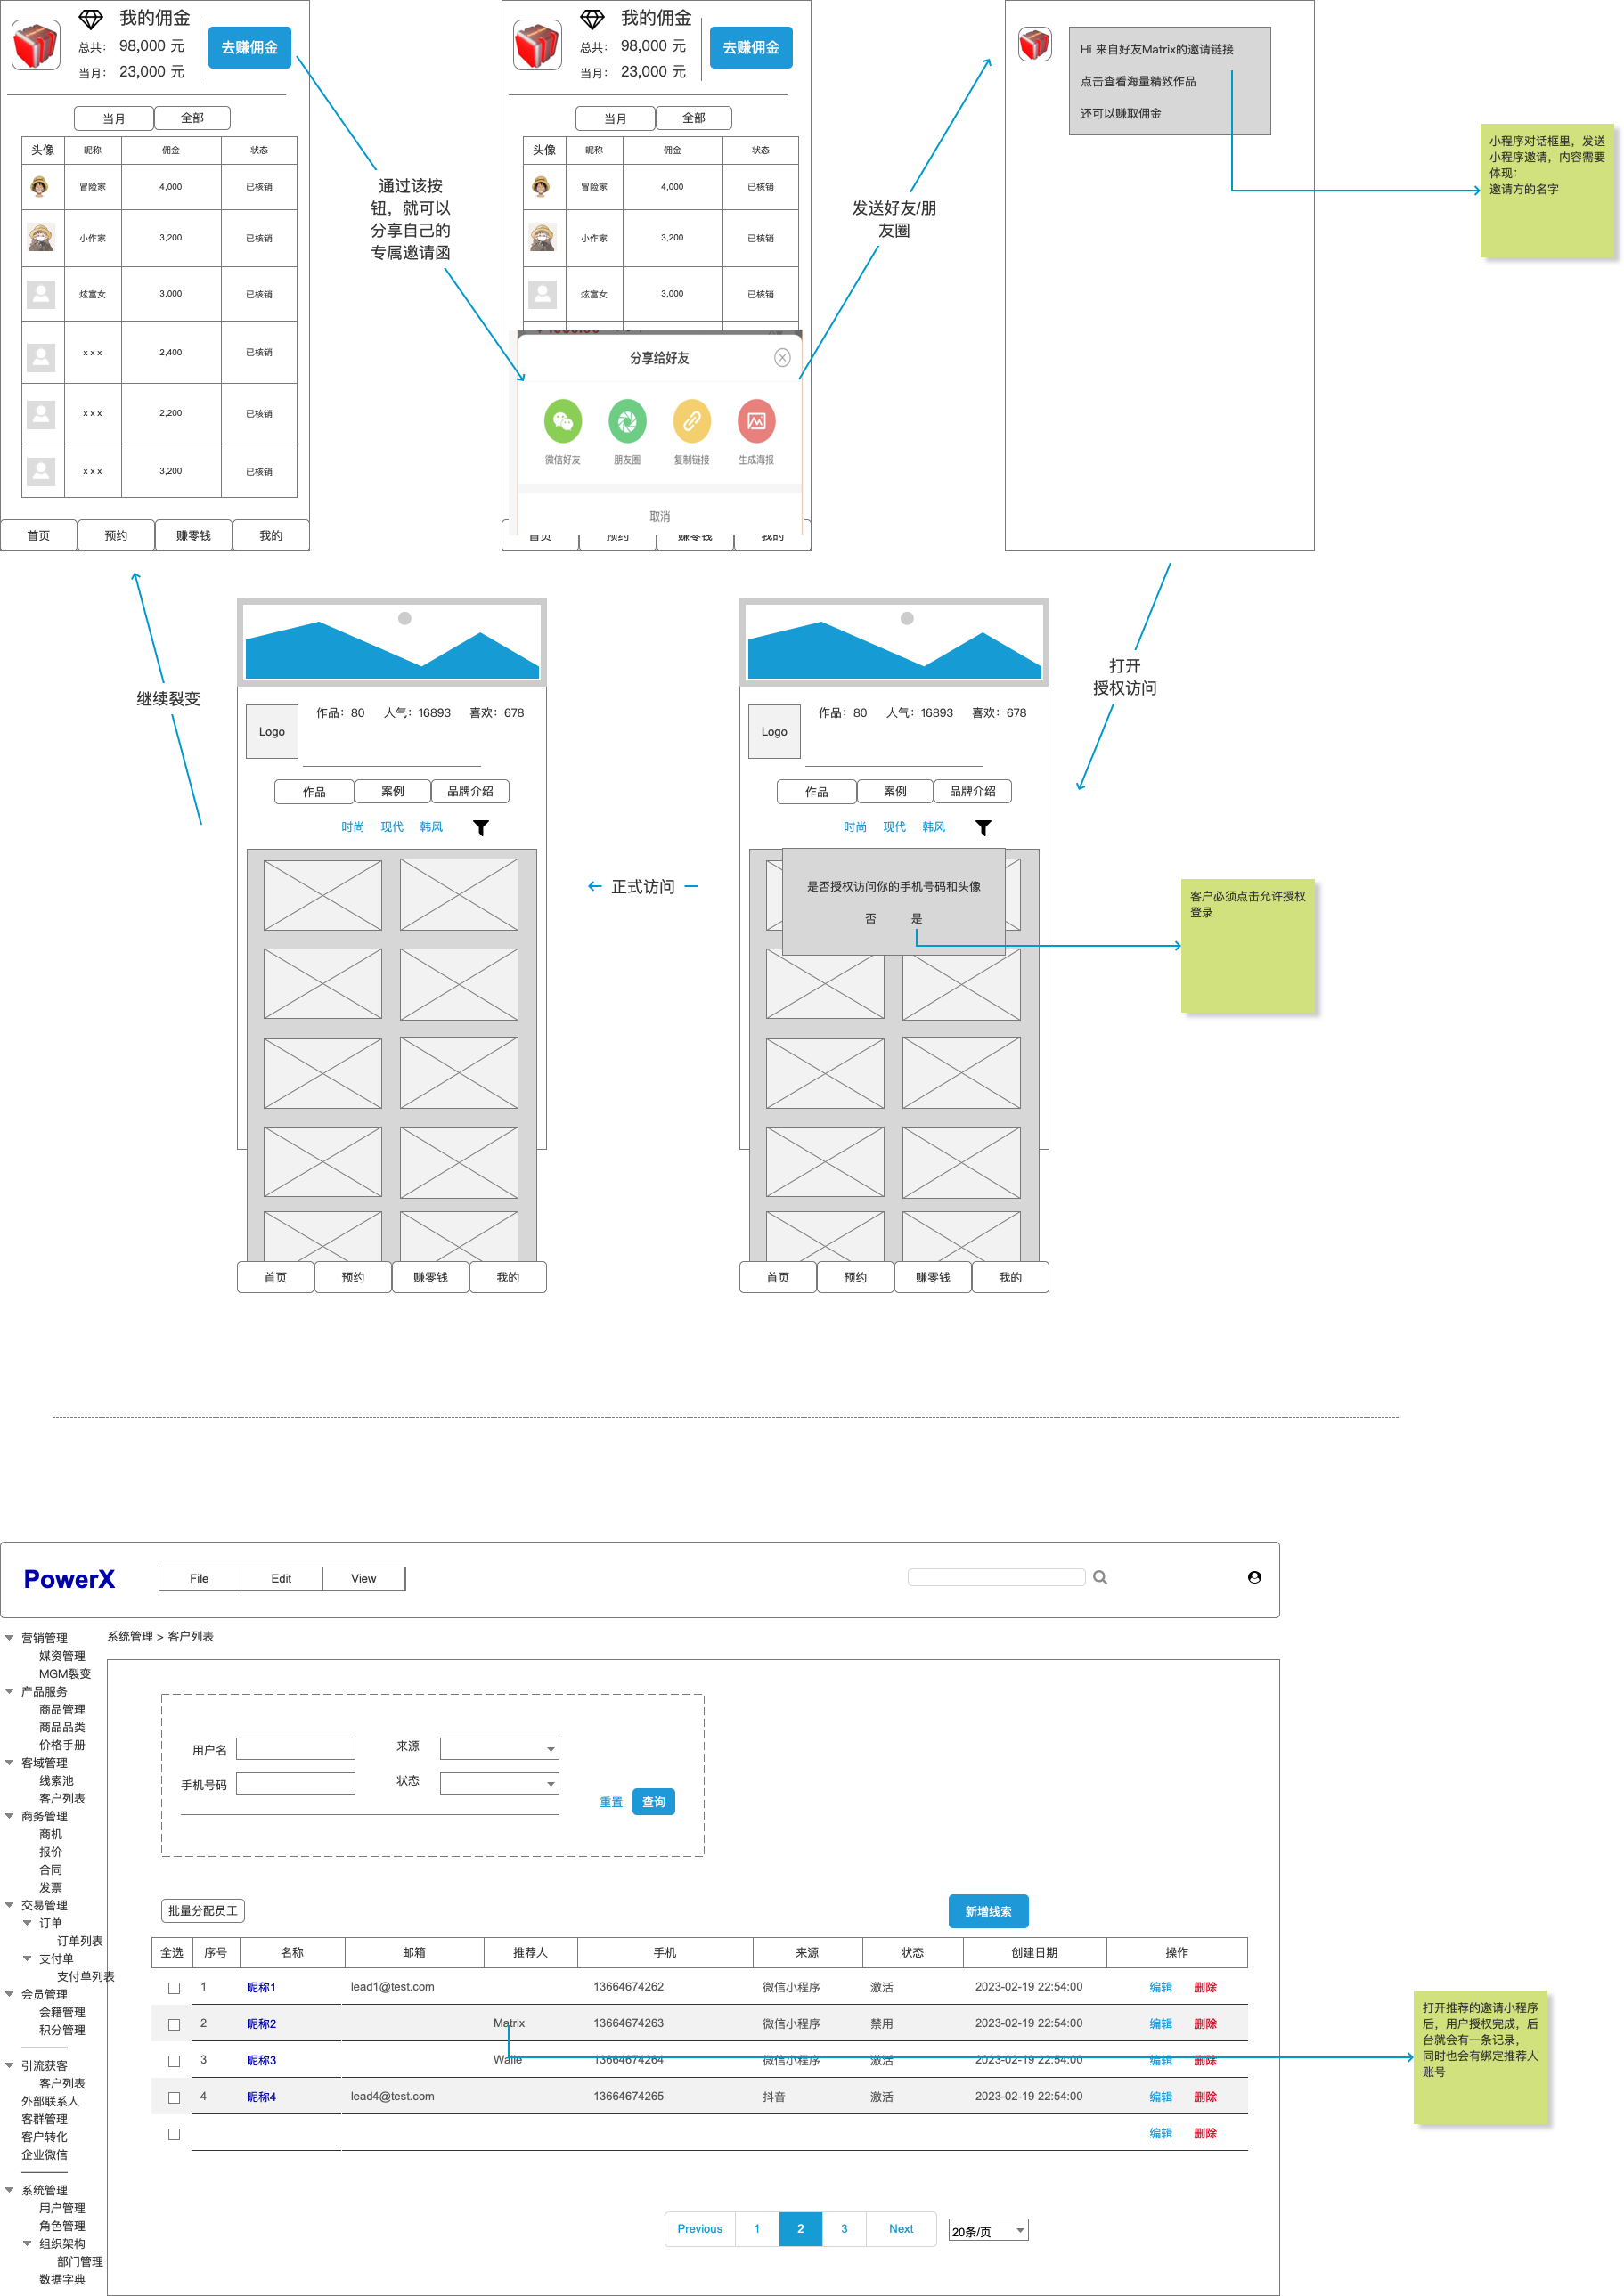 我的佣金
总共： 98,000 元
当月： 23,000 元
去赚佣金
当月 全部
头像 昵称 佣金 状态
冒险家 4,000 已核销
小作家 3,200 已核销
炫富女 3,000 已核销
x x x 2,400 已核销
x x x 2,200 已核销
x x x 3,200 已核销
首页 预约 赚零钱 我的
通过该按
钮，就可以
分享自己的
专属邀请函
我的佣金
总共： 98,000 元
当月： 23,000 元
去赚佣金
当月 全部
头像 昵称 佣金 状态
冒险家 4,000 已核销
小作家 3,200 已核销
炫富女 3,000 已核销
分享给好友
微信好友 朋友圈 复制链接 生成海报
取消
首页 预约 赚零钱 我的
发送好友/朋
友圈
Hi 来自好友Matrix的邀请链接
点击查看海量精致作品
还可以赚取佣金
小程序对话框里，发送
小程序邀请，内容需要
体现：
邀请方的名字
继续裂变
Logo
作品：80 人气：16893 喜欢：678
作品 案例 品牌介绍
时尚 现代 韩风
首页 预约 赚零钱 我的
正式访问
Logo
作品：80 人气：16893 喜欢：678
作品 案例 品牌介绍
时尚 现代 韩风
是否授权访问你的手机号码和头像
否 是
首页 预约 赚零钱 我的
打开
授权访问
客户必须点击允许授权
登录
PowerX
File Edit View
系统管理 > 客户列表
营销管理
媒资管理
MGM裂变
产品服务
商品管理
商品品类
价格手册
客域管理
线索池
客户列表
商务管理
商机
报价
合同
发票
交易管理
订单
订单列表
支付单
支付单列表
会员管理
会籍管理
积分管理
引流获客
客户列表
外部联系人
客群管理
客户转化
企业微信
系统管理
用户管理
角色管理
组织架构
部门管理
数据字典
用户名 来源
手机号码 状态
重置 查询
批量分配员工 新增线索
全选 序号 名称 邮箱 推荐人 手机 来源 状态 创建日期 操作
1 昵称1 lead1@test.com 13664674262 微信小程序 激活 2023-02-19 22:54:00 编辑 删除
2 昵称2 Matrix 13664674263 微信小程序 禁用 2023-02-19 22:54:00 编辑 删除
3 昵称3 Walle 13664674264 微信小程序 激活 2023-02-19 22:54:00 编辑 删除
4 昵称4 lead4@test.com 13664674265 抖音 激活 2023-02-19 22:54:00 编辑 删除
编辑 删除
Previous 1 2 3 Next 20条/页
打开推荐的邀请小程序
后，用户授权完成，后
台就会有一条记录，
同时也会有绑定推荐人
账号